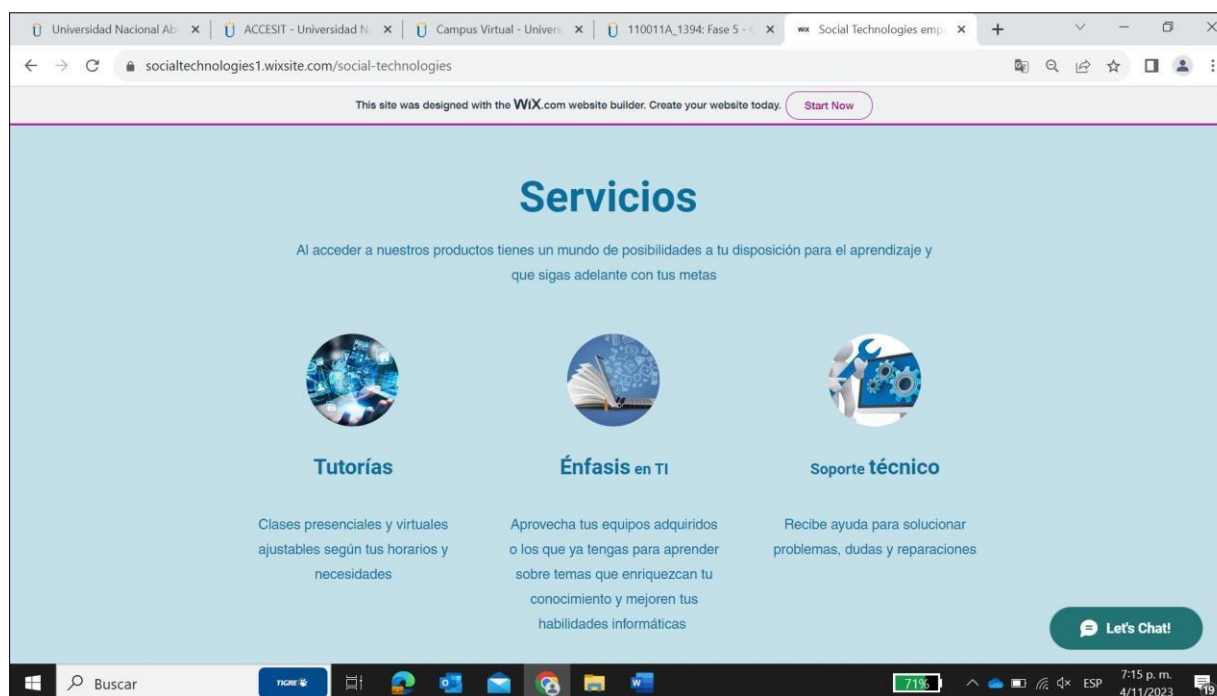 Universidad Nacional Ab
ACCESIT - Universidad N
Campus Virtual - Univers
110011A_1394: Fase 5 -
WIX Social Technologies emp
socialtechnologies1.wixsite.com/social-technologies
This site was designed with the WiX.com website builder. Create your website today. Start Now
Servicios
Al acceder a nuestros productos tienes un mundo de posibilidades a tu disposición para el aprendizaje y
que sigas adelante con tus metas
Tutorías
Énfasis en TI
Soporte técnico
Clases presenciales y virtuales
ajustables según tus horarios y
necesidades
Aprovecha tus equipos adquiridos
o los que ya tengas para aprender
sobre temas que enriquezcan tu
conocimiento y mejoren tus
habilidades informáticas
Recibe ayuda para solucionar
problemas, dudas y reparaciones
Let's Chat!
Buscar
TIGRE
71%
ESP
7:15 p. m.
4/11/2023
19